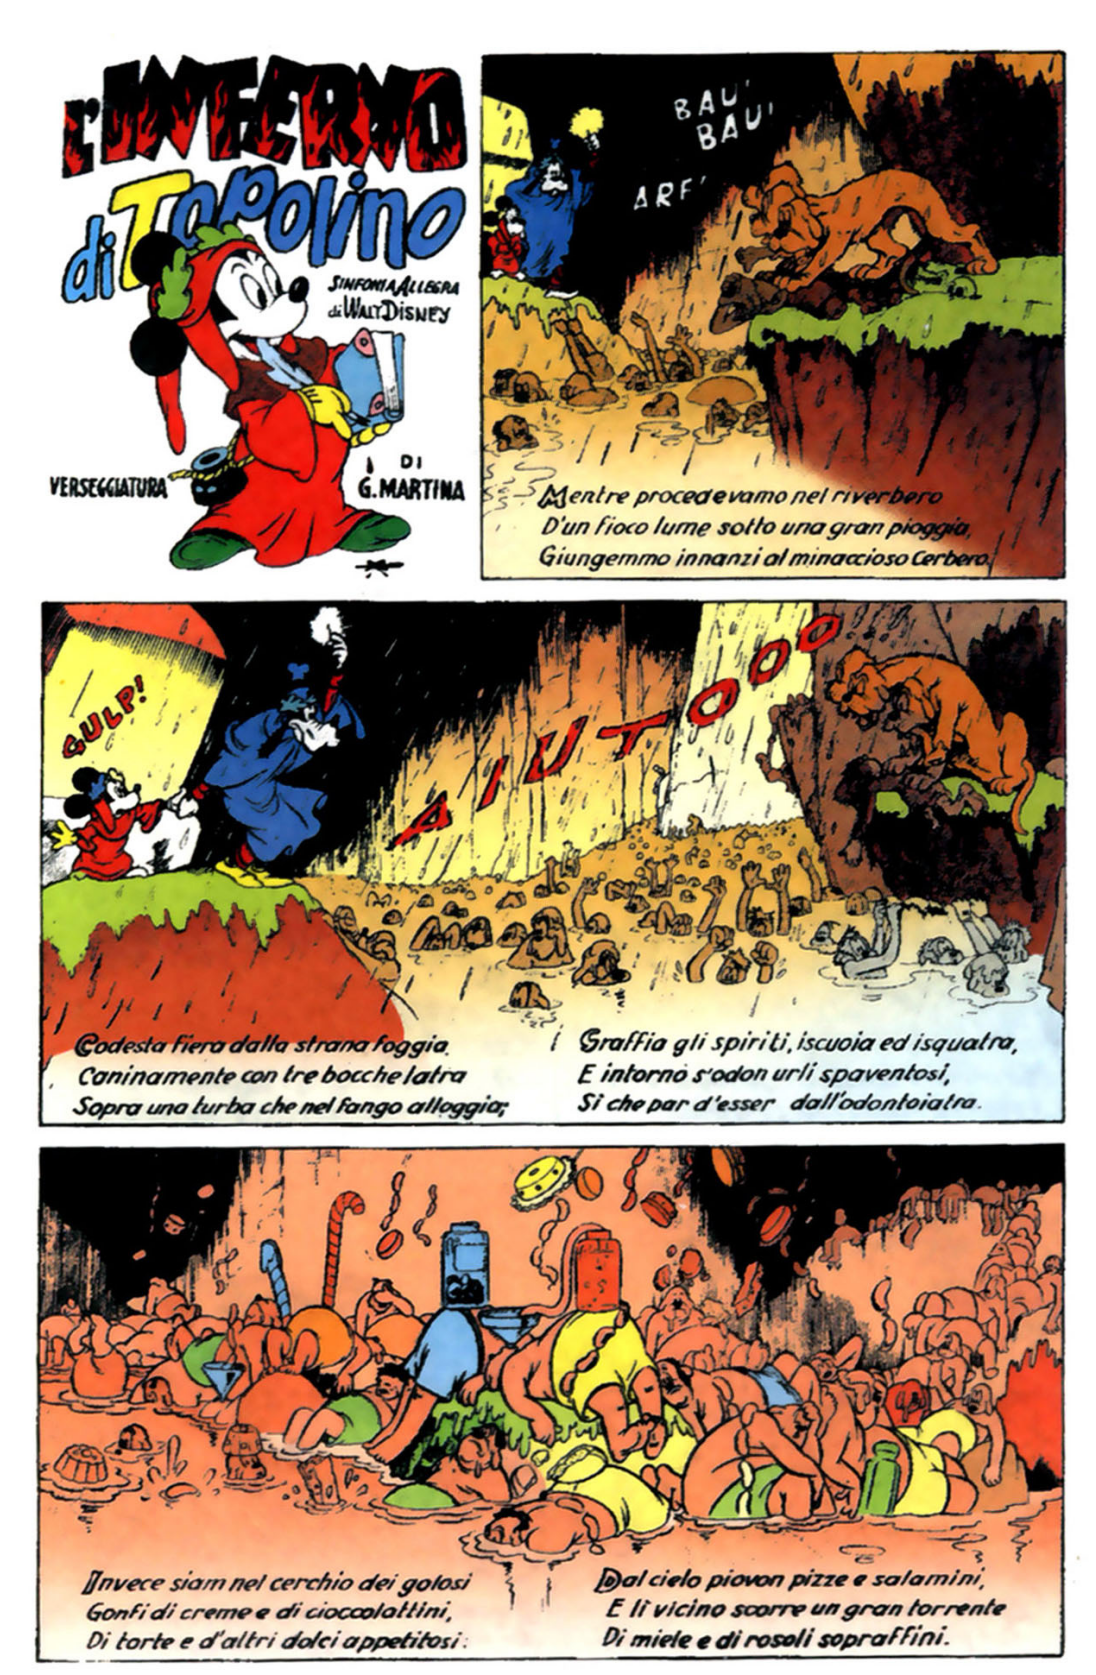 l'INFERNO
di Topolino
SINFONIA ALLEGRA
di WALT DISNEY
VERSEGGIATURA
DI
G. MARTINA
BAU'
BAU'
ARF'
Mentre procedevamo nel riverbero
D'un fioco lume sotto una gran pioggia,
Giungemmo innanzi al minaccioso Cerbero.
GULP!
AIUTOOO
Codesta fiera dalla strana foggia
Caninamente con tre bocche latra
Sopra una turba che nel fango alloggia;
Graffia gli spiriti, iscuoia ed isquatra,
E intorno s'odon urli spaventosi,
Sì che par d'esser dall'odontoiatra.
Invece siam nel cerchio dei golosi
Gonfi di creme e di cioccolattini,
Di torte e d'altri dolci appetitosi:
Dal cielo piovon pizze e salamini,
E lì vicino scorre un gran torrente
Di miele e di rosoli sopraffini.